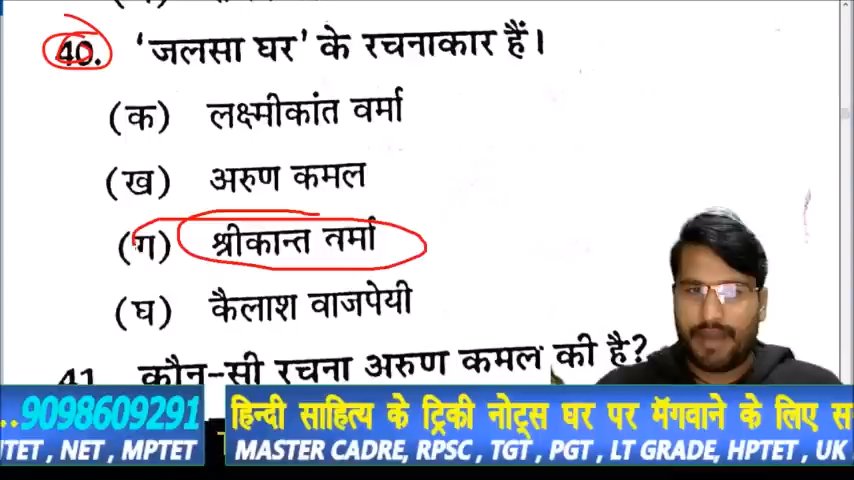 40. 'जलसा घर' के रचनाकार हैं।
(क) लक्ष्मीकांत वर्मा
(ख) अरुण कमल
(ग) श्रीकान्त वर्मा
(घ) कैलाश वाजपेयी
41. कौन-सी रचना अरुण कमल की है?
..9098609291 हिन्दी साहित्य के ट्रिकी नोट्स घर पर मॅगवाने के लिए स
TET , NET , MPTET MASTER CADRE, RPSC , TGT , PGT , LT GRADE, HPTET , UK